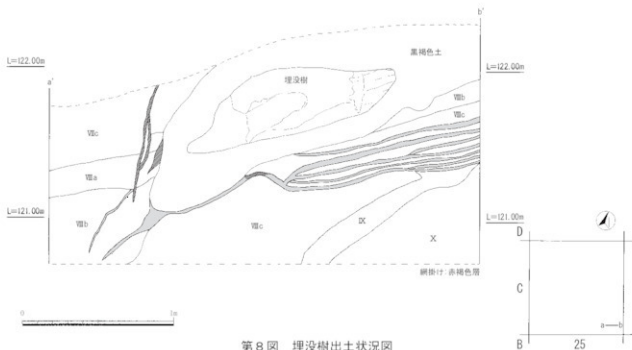 b'
黒褐色土
L=122.00m
L=122.00m
a'
埋没樹
Ⅷb
Ⅷc
Ⅷc
Ⅷa
L=121.00m
L=121.00m
Ⅷb
Ⅷc
Ⅸ
Ⅹ
網掛け:赤褐色層
D
C
a b
B
25
0
1m
第8図 埋没樹出土状況図